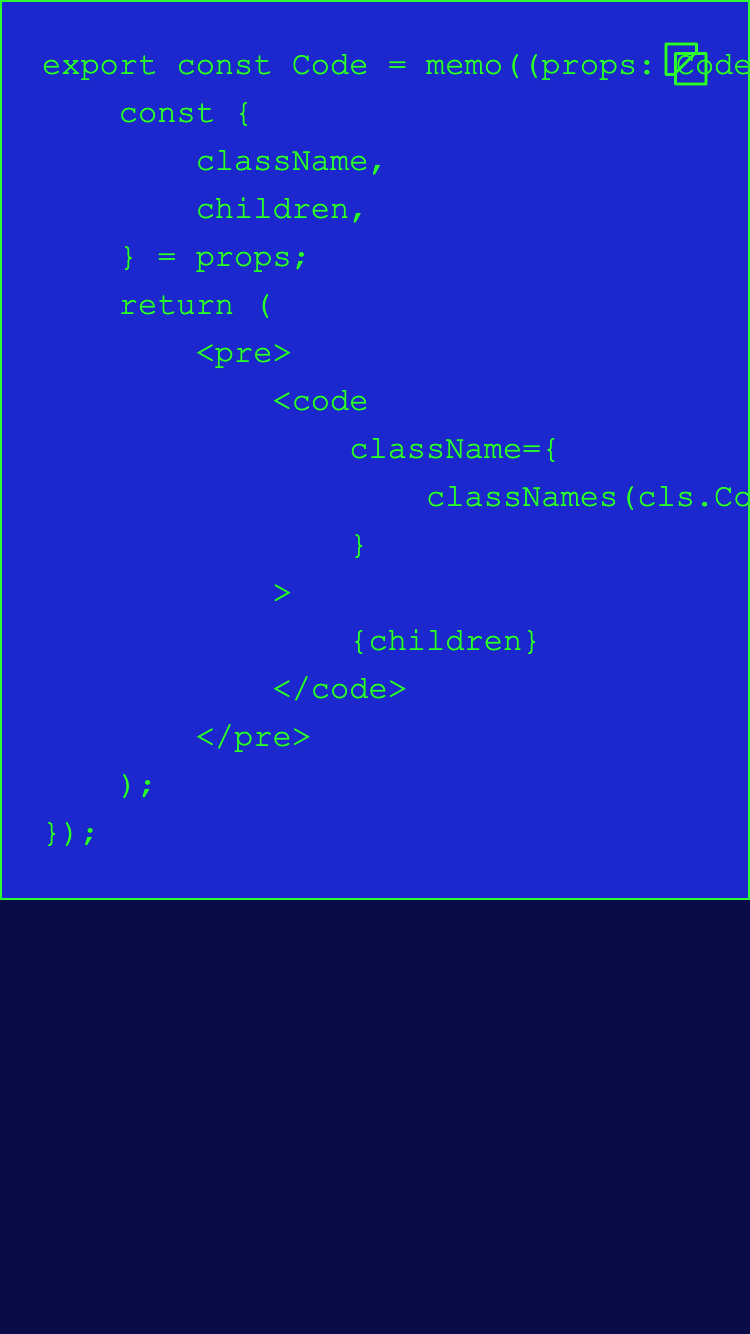 export const Code = memo((props: Code
const {
className,
children,
} = props;
return (
<pre>
<code
className={
classNames(cls.Co
}
>
{children}
</code>
</pre>
);
});